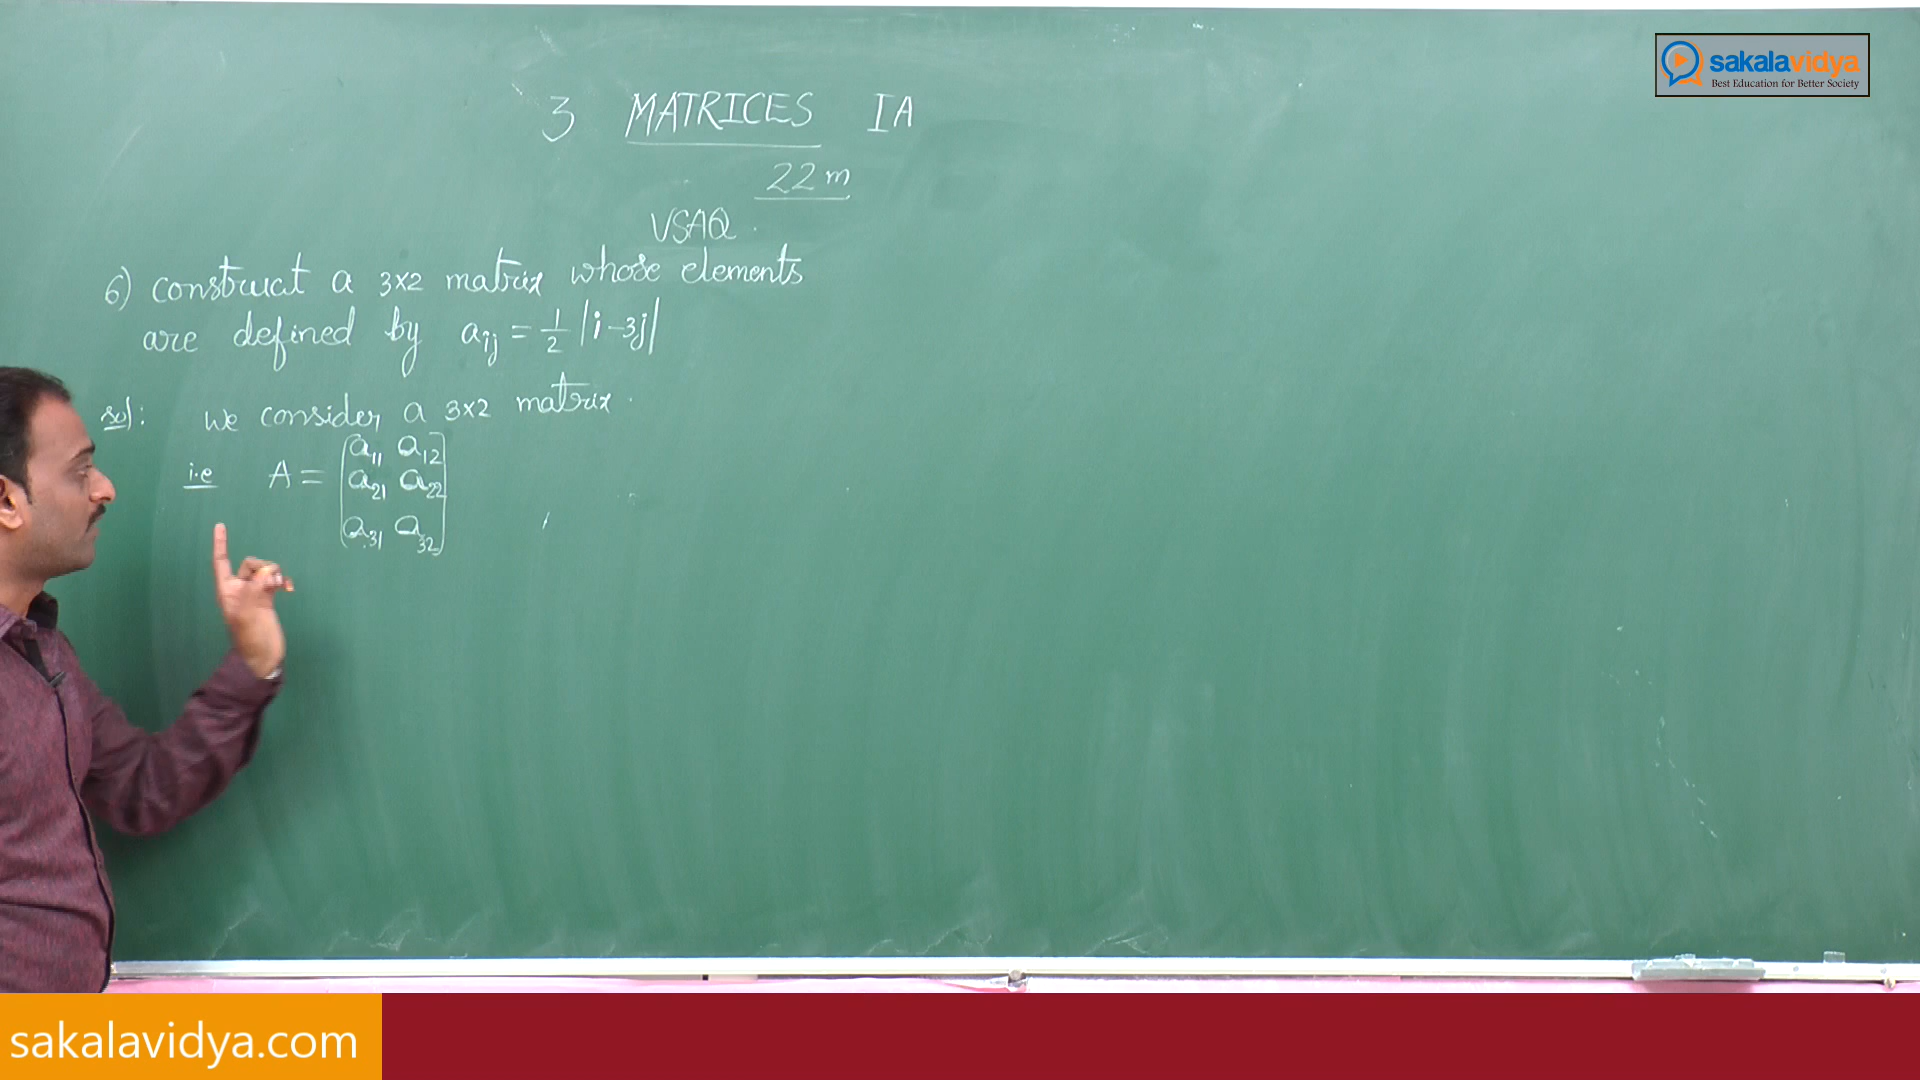 sakalavidya
Best Education for Better Society
3 MATRICES IA
22 m
VSAQ.
6) construct a 3x2 matrix whose elements
are defined by aij = 1/2 |i-3j|
sol: we consider a 3x2 matrix.
i.e A = [a11 a12
a21 a22
a31 a32]
sakalavidya.com